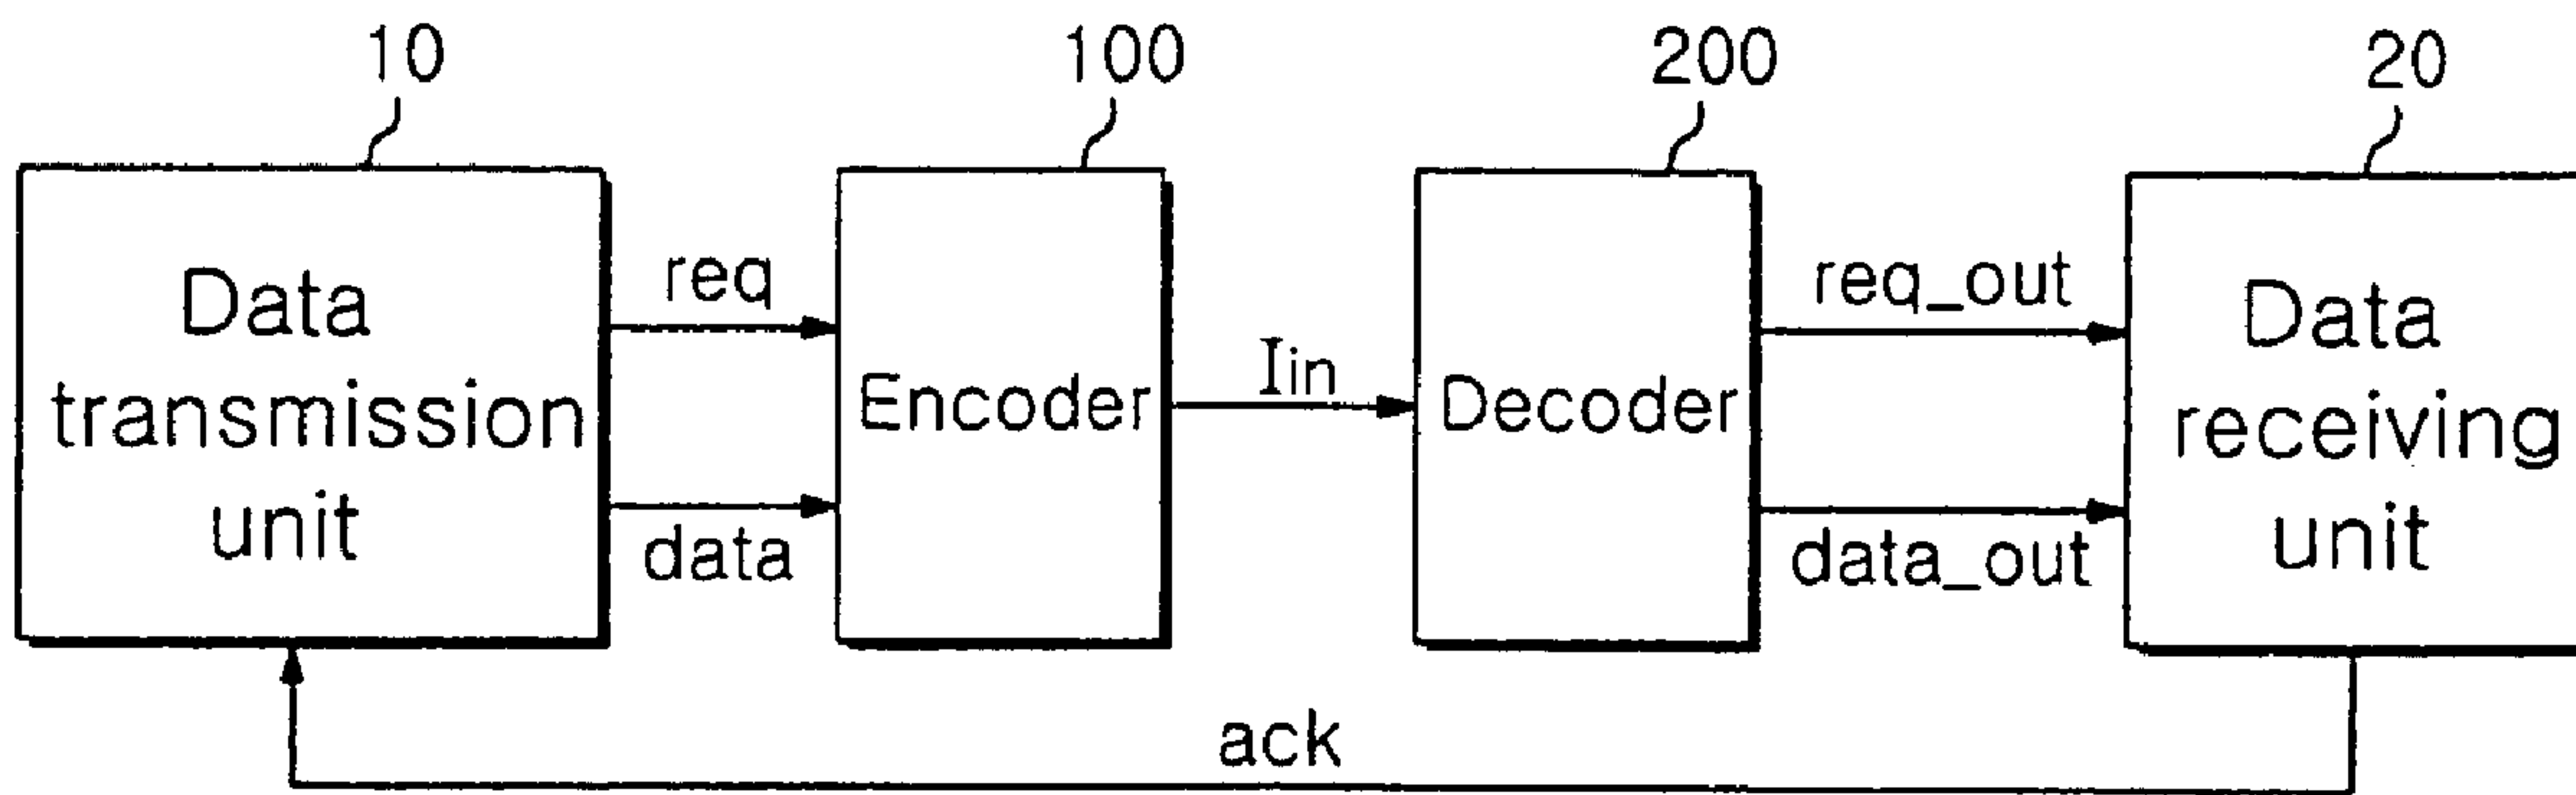 10
100
200
20
Data
transmission
unit
req
data
Encoder
Iin
Decoder
req_out
data_out
Data
receiving
unit
ack